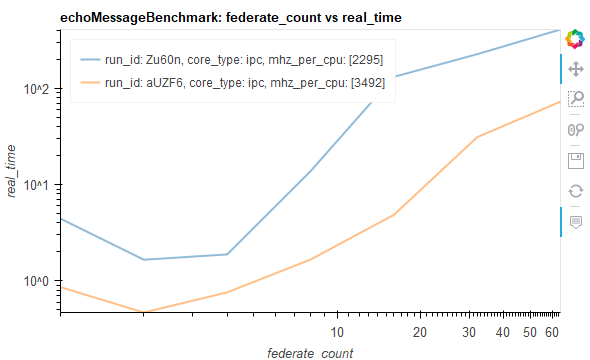 echoMessageBenchmark: federate_count vs real_time
run_id: Zu60n, core_type: ipc, mhz_per_cpu: [2295]
run_id: aUZF6, core_type: ipc, mhz_per_cpu: [3492]
10^2
10^1
10^0
real_time
10
20
30
40
50
60
federate_count